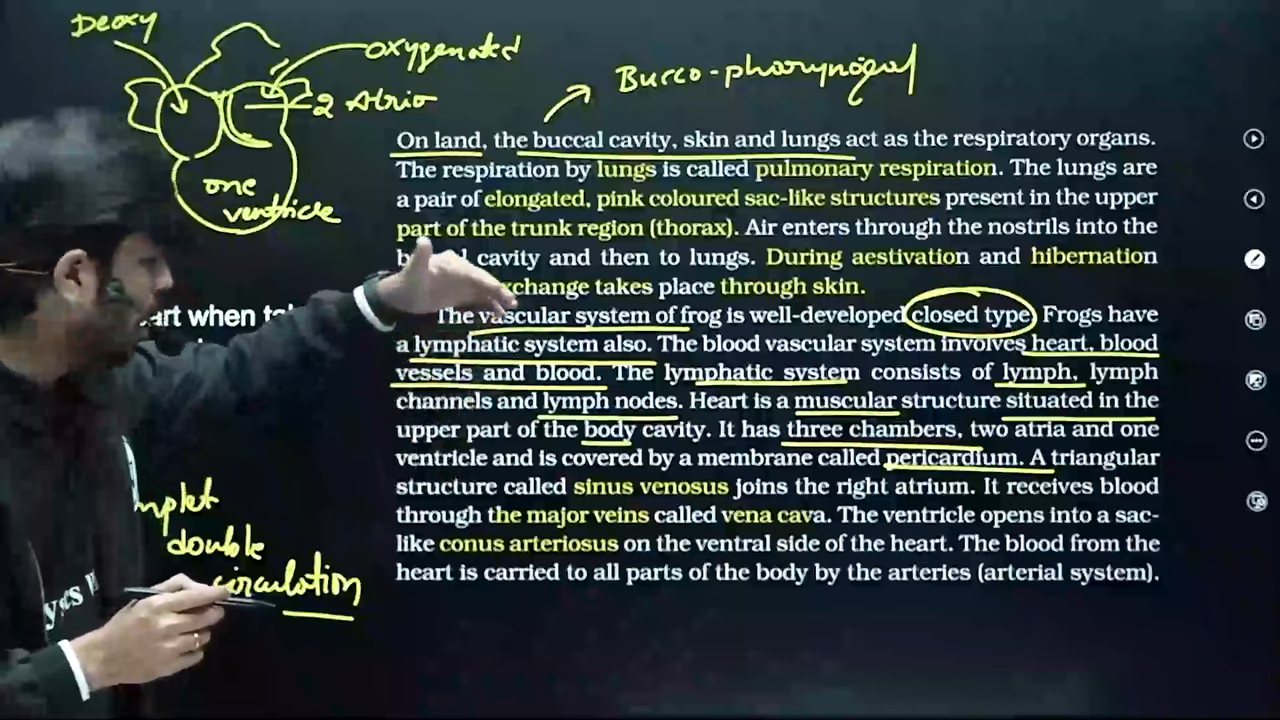 Deoxy
oxygenated
2 Atria
one
ventricle
Bucco-pharyngeal
On land, the buccal cavity, skin and lungs act as the respiratory organs.
The respiration by lungs is called pulmonary respiration. The lungs are
a pair of elongated, pink coloured sac-like structures present in the upper
part of the trunk region (thorax). Air enters through the nostrils into the
cavity and then to lungs. During aestivation and hibernation
xchange takes place through skin.
The vascular system of frog is well-developed closed type. Frogs have
a lymphatic system also. The blood vascular system involves heart, blood
vessels and blood. The lymphatic system consists of lymph, lymph
channels and lymph nodes. Heart is a muscular structure situated in the
upper part of the body cavity. It has three chambers, two atria and one
ventricle and is covered by a membrane called pericardium. A triangular
structure called sinus venosus joins the right atrium. It receives blood
through the major veins called vena cava. The ventricle opens into a sac-
like conus arteriosus on the ventral side of the heart. The blood from the
heart is carried to all parts of the body by the arteries (arterial system).
art when
mplet
double
circulation